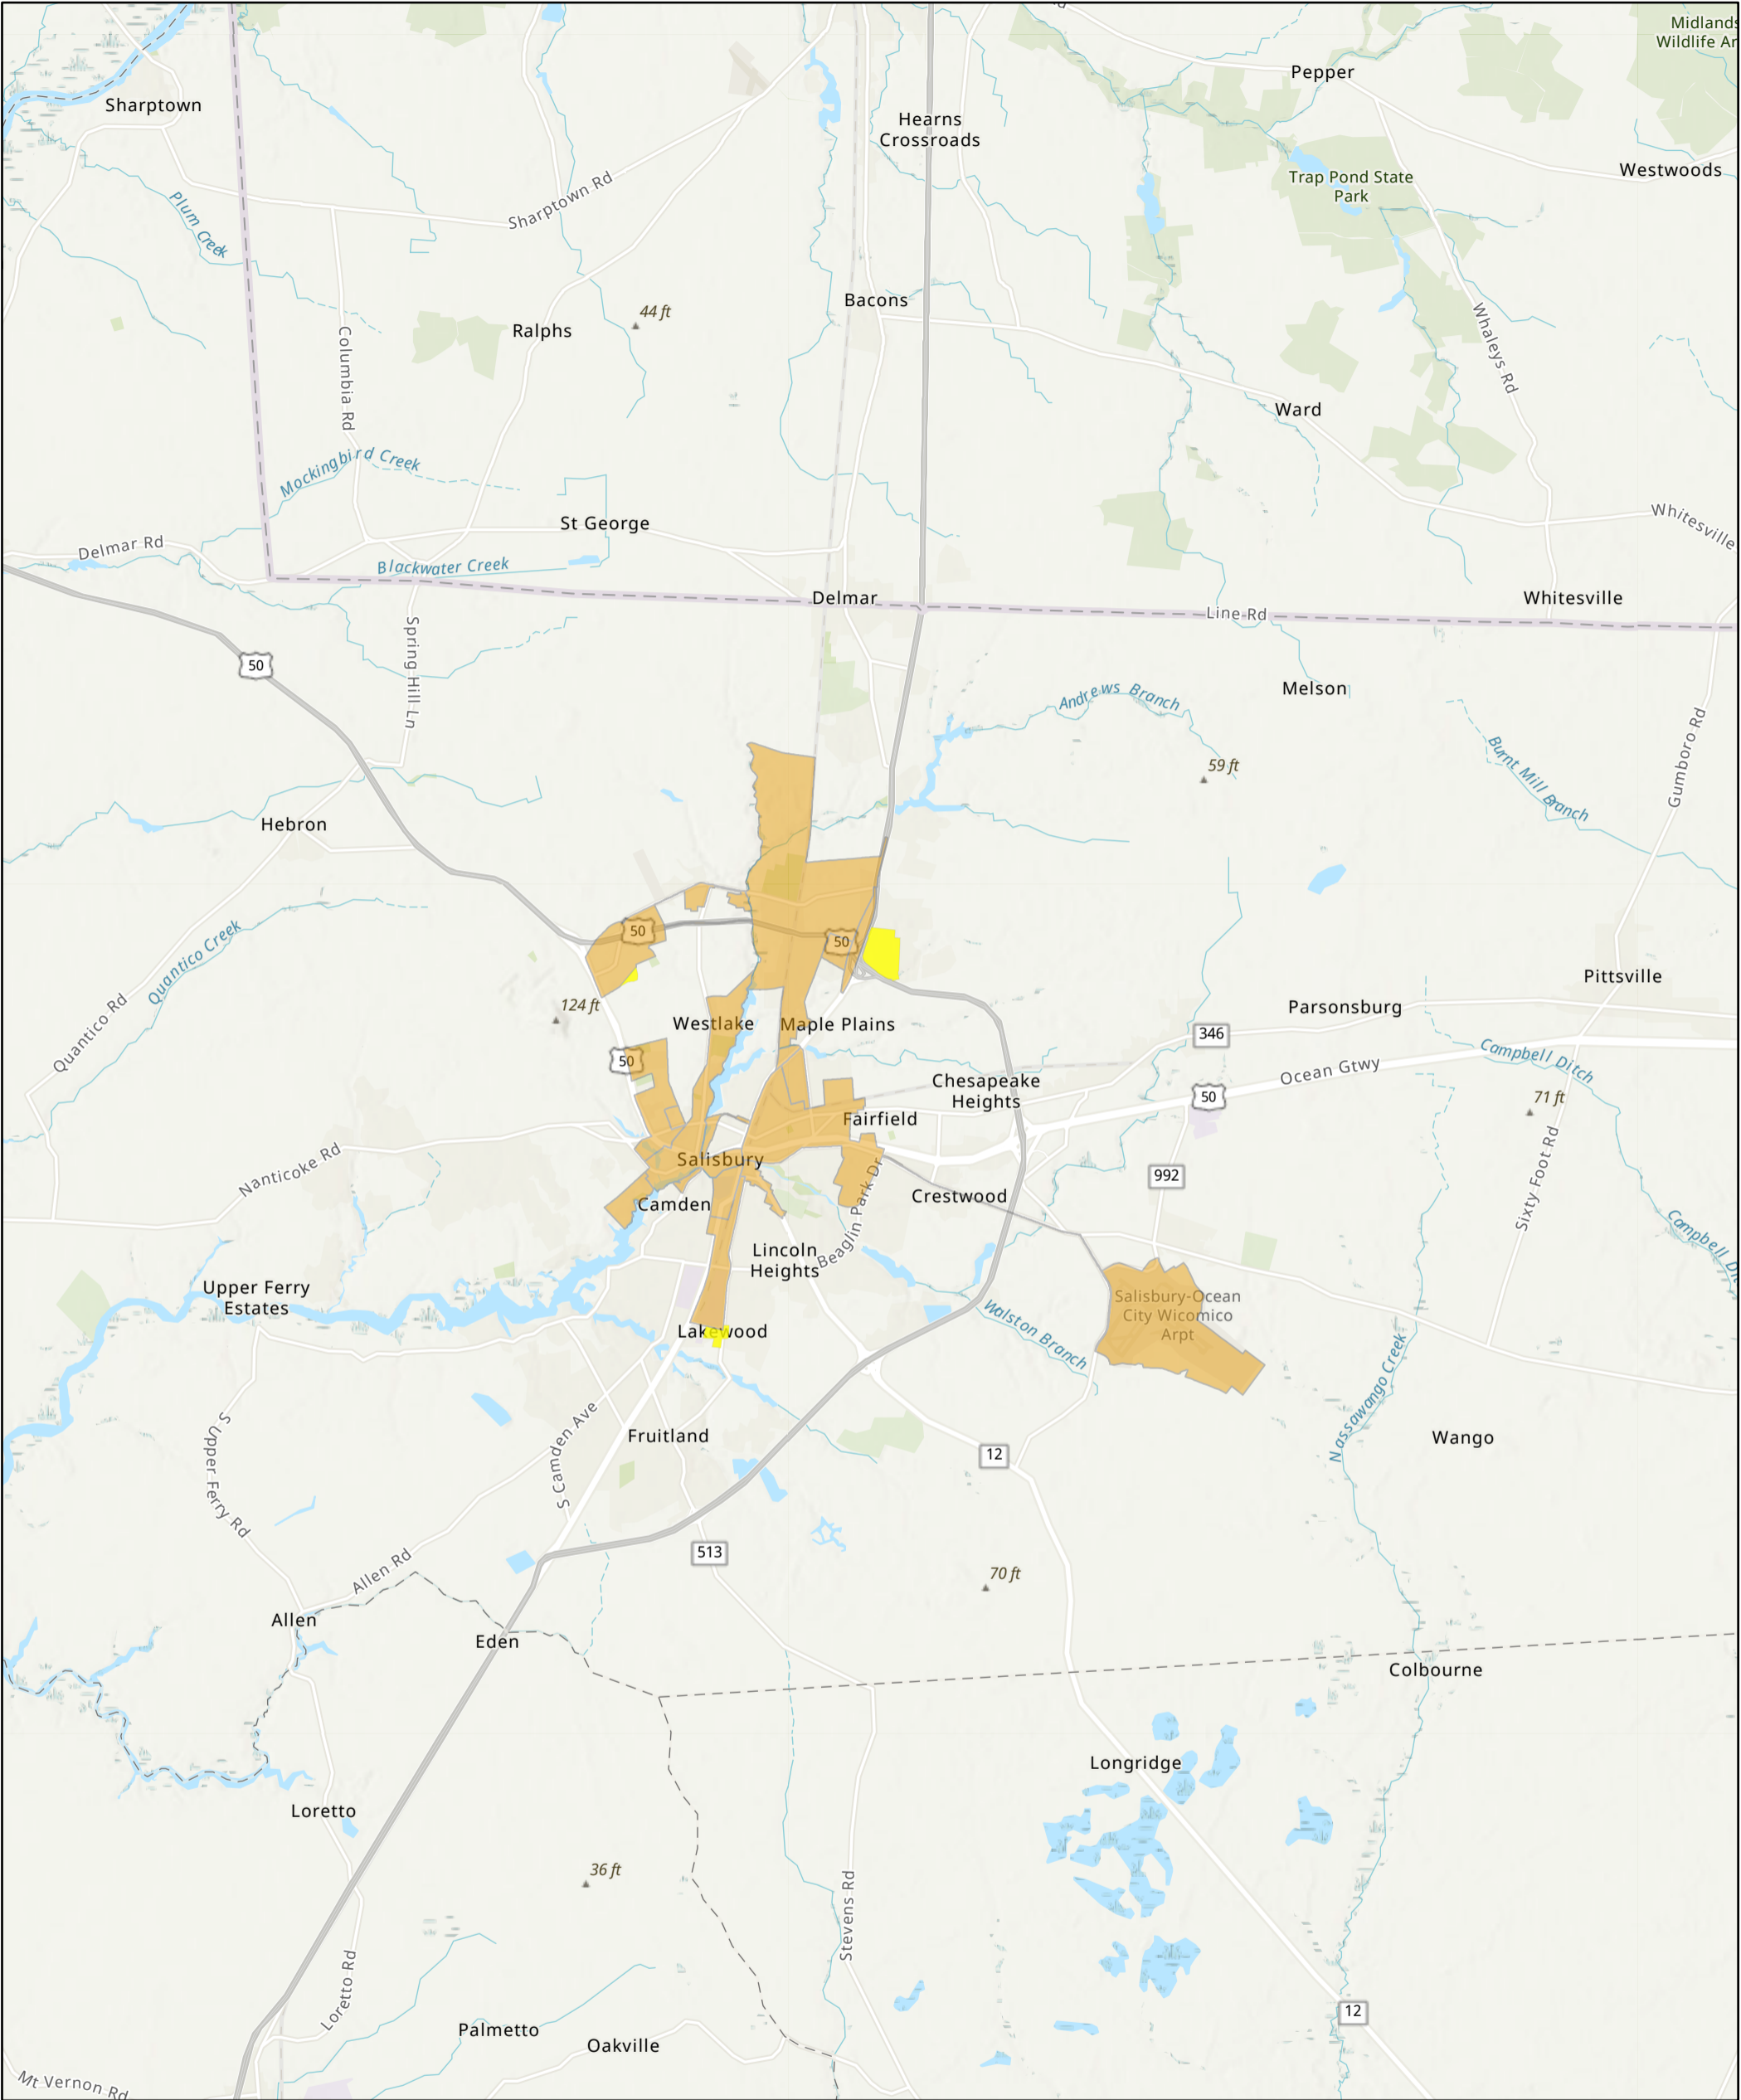 Midlands
Wildlife Ar
Pepper
Sharptown
Hearns
Crossroads
Westwoods
Trap Pond State
Park
Sharptown Rd
Plum Creek
Bacons
44 ft
Ralphs
Columbia Rd
Whaleys Rd
Ward
Mockingbird Creek
St George
Whitesville
Delmar Rd
Blackwater Creek
Delmar
Whitesville
Line Rd
50
Spring Hill Ln
Melson
Andrews Branch
Gumboro Rd
59 ft
Burnt Mill Branch
Hebron
Quantico Creek
50
50
Pittsville
124 ft
Parsonsburg
Quantico Rd
Westlake
Maple Plains
346
50
Ocean Gtwy
Campbell Ditch
Chesapeake
Heights
50
71 ft
Fairfield
Nanticoke Rd
Salisbury
992
Sixty Foot Rd
Camden
Crestwood
Beaglin Park Dr
Campbell Di
Lincoln
Heights
Upper Ferry
Estates
Salisbury-Ocean
City Wicomico
Arpt
Walston Branch
Lakewood
Nassawango Creek
S Upper Ferry Rd
S Camden Ave
Fruitland
Wango
12
513
Allen Rd
70 ft
Allen
Eden
Colbourne
Longridge
Loretto
36 ft
Stevens Rd
Loretto Rd
12
Palmetto
Oakville
Mt Vernon Rd